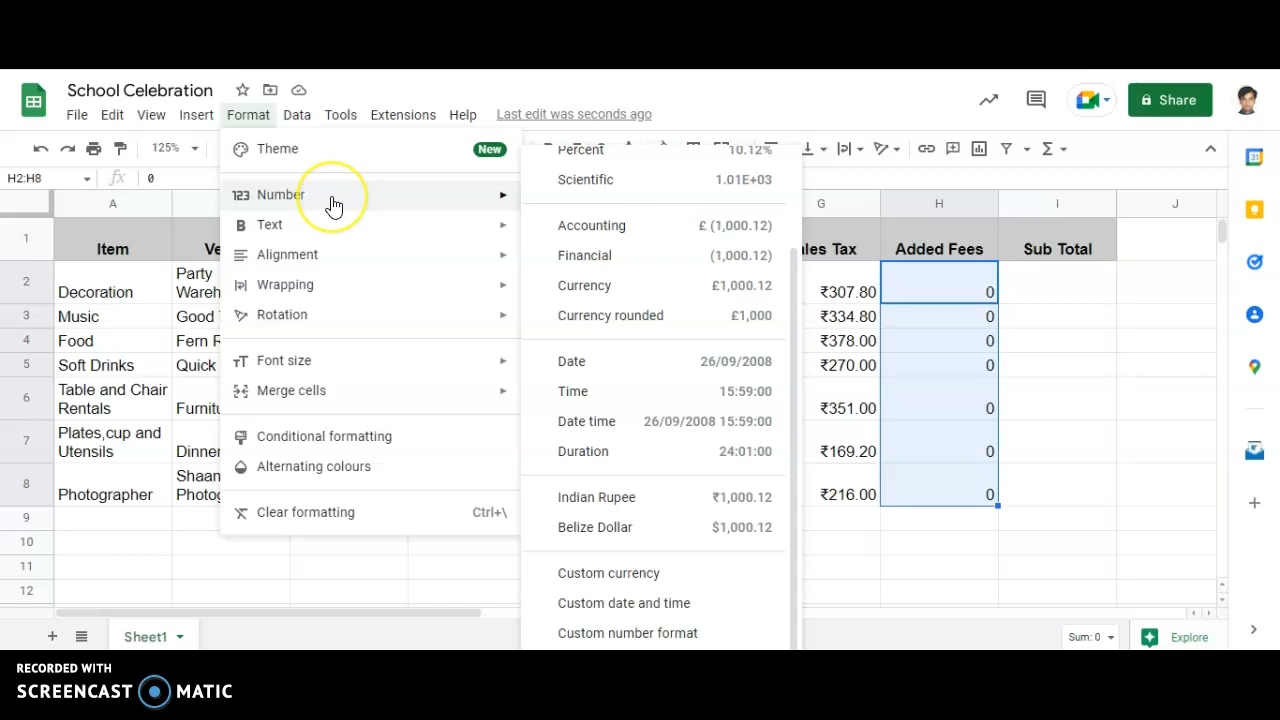 School Celebration
File Edit View Insert Format Data Tools Extensions Help Last edit was seconds ago
Share
125%
H2:H8 fx 0
Theme New
123 Number
B Text
Alignment
Wrapping
Rotation
TT Font size
Merge cells
Conditional formatting
Alternating colours
Clear formatting Ctrl+\
Percent 10.12%
Scientific 1.01E+03
Accounting £ (1,000.12)
Financial (1,000.12)
Currency £1,000.12
Currency rounded £1,000
Date 26/09/2008
Time 15:59:00
Date time 26/09/2008 15:59:00
Duration 24:01:00
Indian Rupee ₹1,000.12
Belize Dollar $1,000.12
Custom currency
Custom date and time
Custom number format
A G H I J
1 Item Tax Added Fees Sub Total
2 Decoration Party ₹307.80 0
3 Music Good ₹334.80 0
4 Food Fern ₹378.00 0
5 Soft Drinks Quick ₹270.00 0
6 Table and Chair
Rentals ₹351.00 0
7 Plates,cup and
Utensils ₹169.20 0
8 Photographer ₹216.00 0
9
10
11
12
Sheet1 Sum: 0 Explore
31
RECORDED WITH
SCREENCAST MATIC